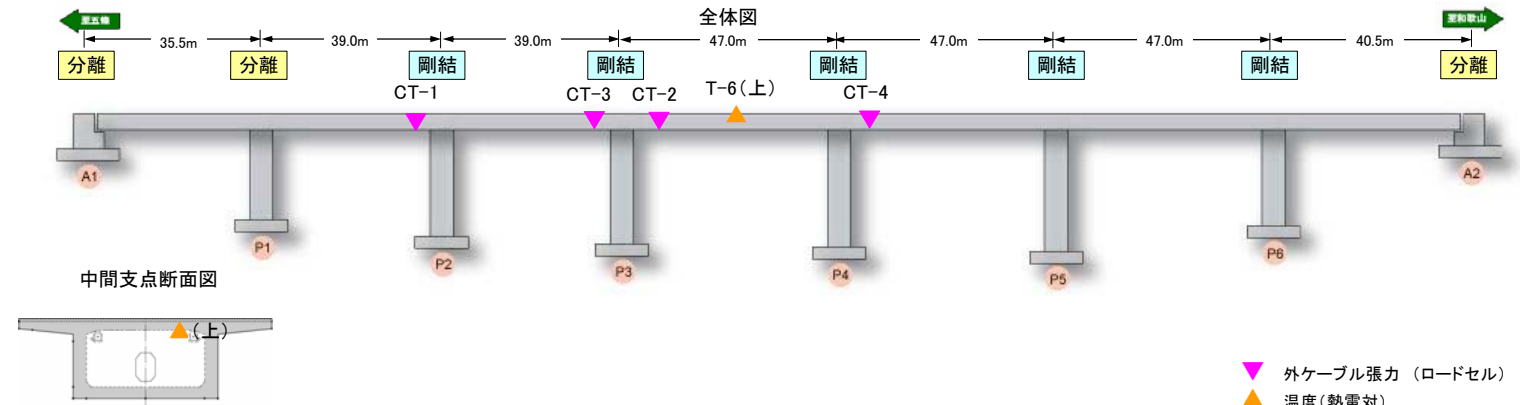 全体図
至五條
至和歌山
35.5m 39.0m 39.0m 47.0m 47.0m 47.0m 40.5m
分離 分離 剛結 剛結 剛結 剛結 剛結 分離
CT-1 CT-3 CT-2 T-6(上) CT-4
A1 P1 P2 P3 P4 P5 P6 A2
中間支点断面図
(上)
外ケーブル張力 (ロードセル)
温度(熱電対)